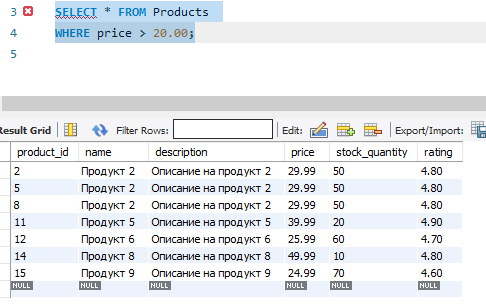 3 SELECT * FROM Products
4 WHERE price > 20.00;
5
Result Grid Filter Rows: Edit: Export/Import:
product_id name description price stock_quantity rating
2 Продукт 2 Описание на продукт 2 29.99 50 4.80
5 Продукт 2 Описание на продукт 2 29.99 50 4.80
8 Продукт 2 Описание на продукт 2 29.99 50 4.80
11 Продукт 5 Описание на продукт 5 39.99 20 4.90
12 Продукт 6 Описание на продукт 6 25.99 60 4.70
14 Продукт 8 Описание на продукт 8 49.99 10 4.80
15 Продукт 9 Описание на продукт 9 24.99 70 4.60
NULL NULL NULL NULL NULL NULL